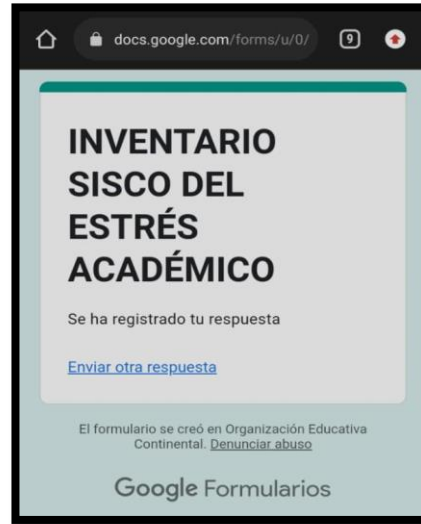 docs.google.com/forms/u/0/
9
INVENTARIO
SISCO DEL
ESTRÉS
ACADÉMICO
Se ha registrado tu respuesta
Enviar otra respuesta
El formulario se creó en Organización Educativa
Continental. Denunciar abuso
Google Formularios